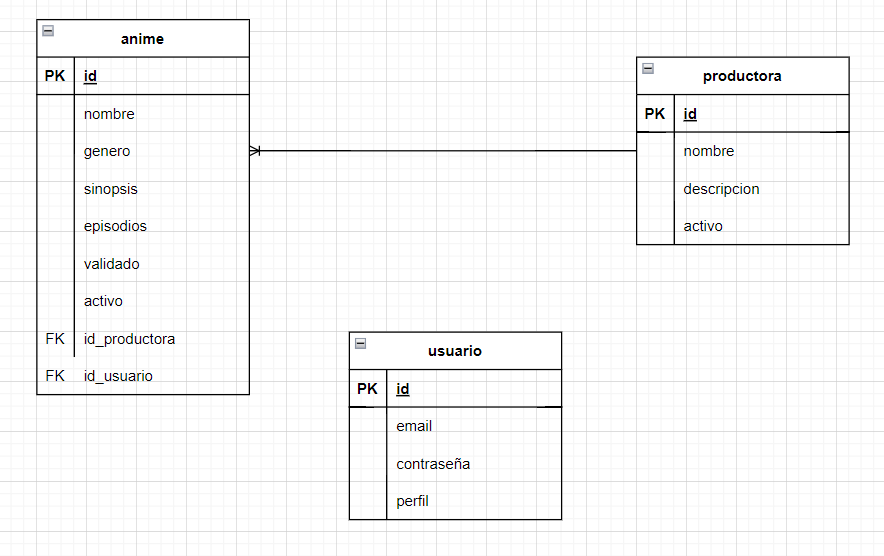 anime
PK id
nombre
genero
sinopsis
episodios
validado
activo
FK id_productora
FK id_usuario
productora
PK id
nombre
descripcion
activo
usuario
PK id
email
contraseña
perfil